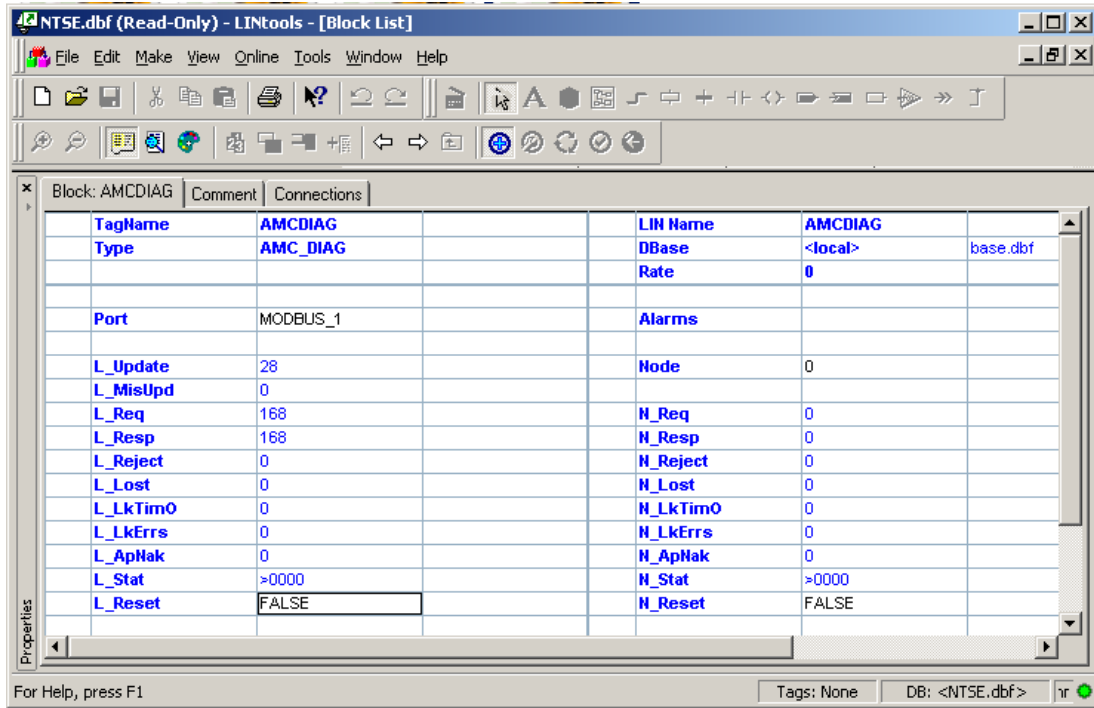 NTSE.dbf (Read-Only) - LINtools - [Block List]
File Edit Make View Online Tools Window Help
Block: AMCDIAG Comment Connections
TagName AMCDIAG LIN Name AMCDIAG
Type AMC_DIAG DBase <local> base.dbf
Rate 0
Port MODBUS_1 Alarms
L_Update 28 Node 0
L_MisUpd 0
L_Req 168 N_Req 0
L_Resp 168 N_Resp 0
L_Reject 0 N_Reject 0
L_Lost 0 N_Lost 0
L_LkTimO 0 N_LkTimO 0
L_LkErrs 0 N_LkErrs 0
L_ApNak 0 N_ApNak 0
L_Stat >0000 N_Stat >0000
L_Reset FALSE N_Reset FALSE
Properties
For Help, press F1 Tags: None DB: <NTSE.dbf>